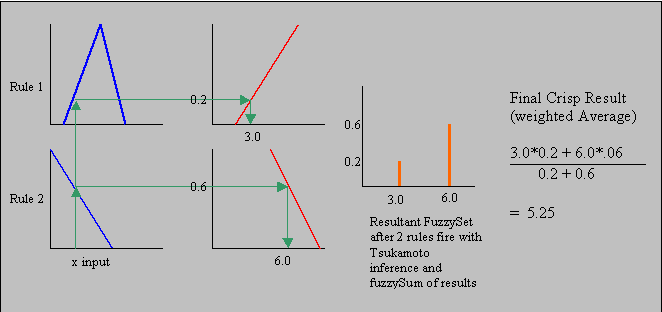 Rule 1
0.2
3.0
Rule 2
0.6
x input
6.0
0.6
0.2
3.0
6.0
Resultant FuzzySet
after 2 rules fire with
Tsukamoto
inference and
fuzzySum of results
Final Crisp Result
(weighted Average)
3.0*0.2 + 6.0*.06
0.2 + 0.6
= 5.25